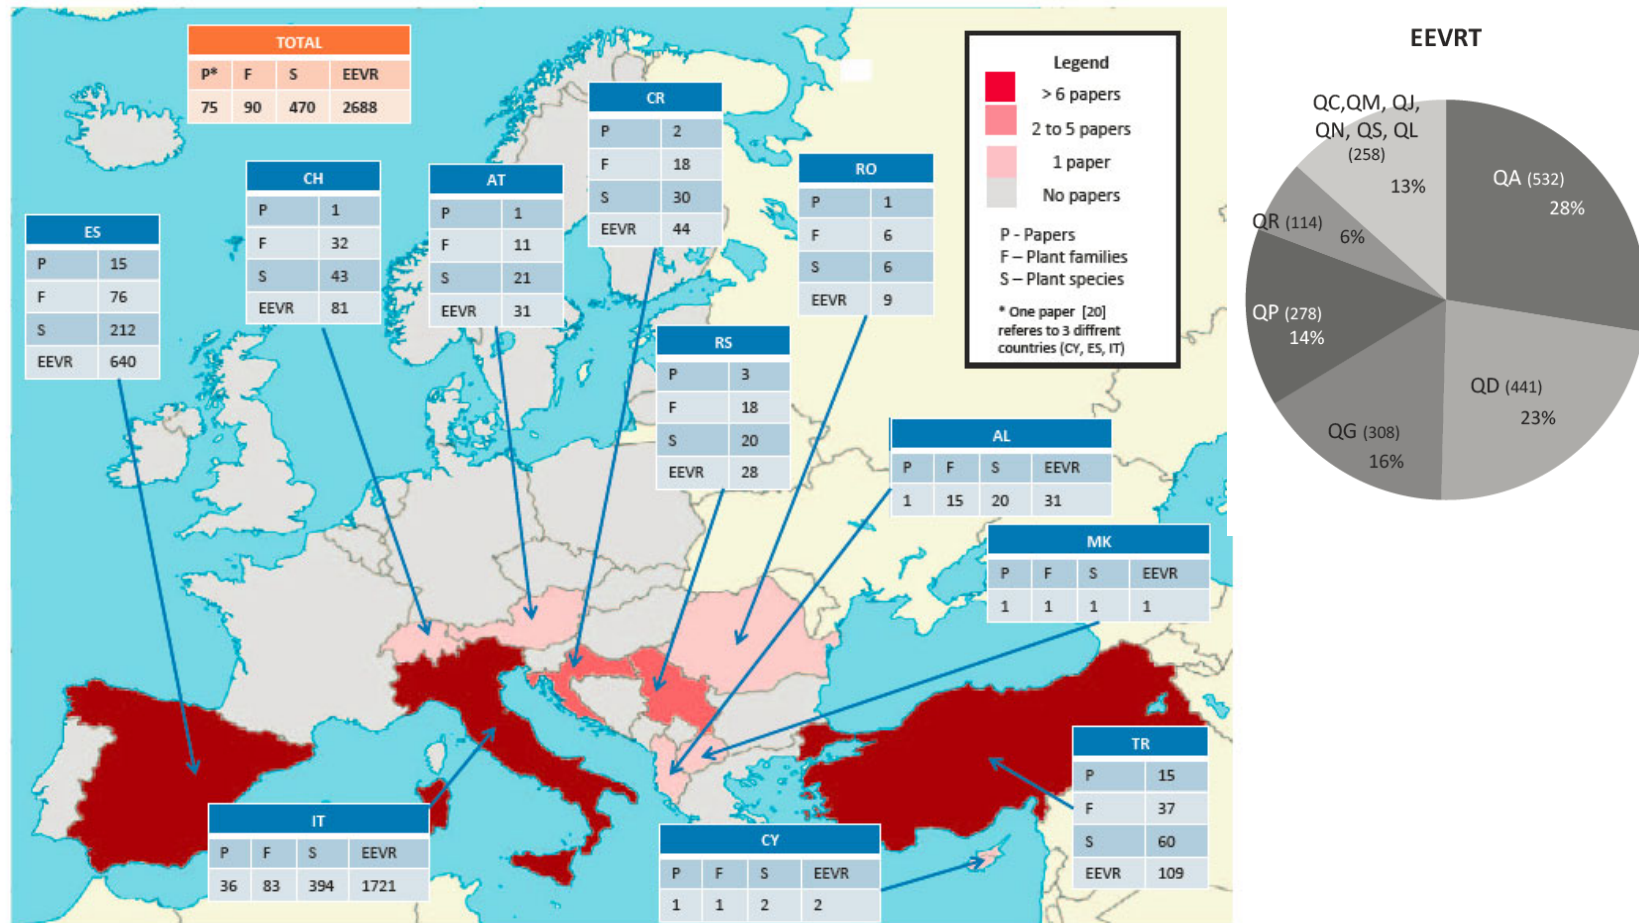 TOTAL
P* F S EEVR
75 90 470 2688
CR
P 2
F 18
S 30
EEVR 44
CH
P 1
F 32
S 43
EEVR 81
AT
P 1
F 11
S 21
EEVR 31
RO
P 1
F 6
S 6
EEVR 9
ES
P 15
F 76
S 212
EEVR 640
RS
P 3
F 18
S 20
EEVR 28
AL
P F S EEVR
1 15 20 31
MK
P F S EEVR
1 1 1 1
TR
P 15
F 37
S 60
EEVR 109
IT
P F S EEVR
36 83 394 1721
CY
P F S EEVR
1 1 2 2
Legend
> 6 papers
2 to 5 papers
1 paper
No papers
P - Papers
F – Plant families
S – Plant species
* One paper [20]
referes to 3 diffrent
countries (CY, ES, IT)
EEVRT
QC,QM, QJ,
QN, QS, QL
(258)
13%
QA (532)
28%
QR (114)
6%
QP (278)
14%
QD (441)
23%
QG (308)
16%